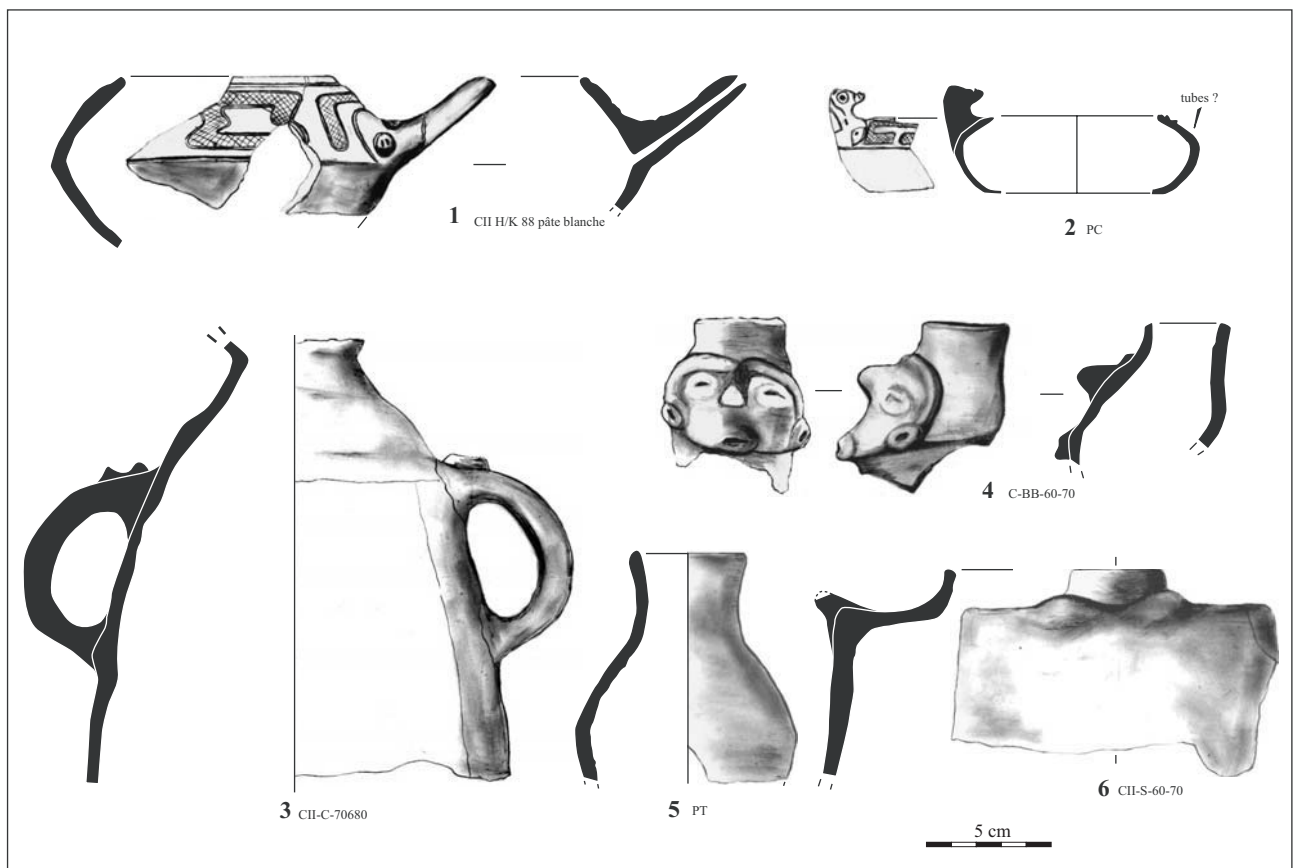 tubes ?
1 CII H/K 88 pâte blanche
2 PC
4 C-BB-60-70
3 CII-C-70680
5 PT
6 CII-S-60-70
5 cm